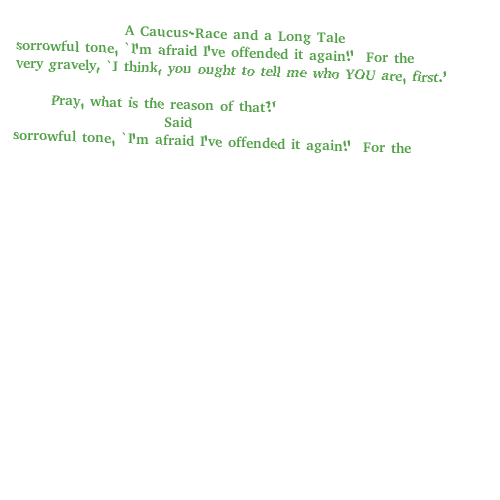 A Caucus-Race and a Long Tale
sorrowful tone, `I'm afraid I've offended it again!'  For the
very gravely, `I think, you ought to tell me who YOU are, first.'
Pray, what is the reason of that?'
Said
sorrowful tone, `I'm afraid I've offended it again!'  For the